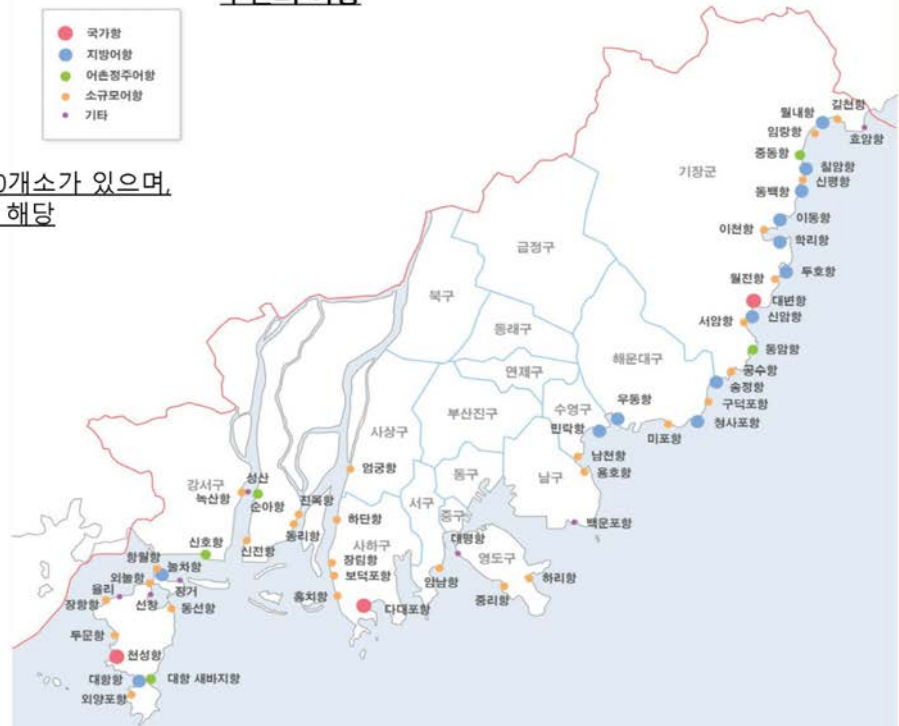 국가항
지방어항
어촌정주어항
소규모어항
기타
개소가 있으며,
해당
길천항
월내항
임랑항
효암항
중동항
칠암항
신평항
동백항
기장군
이동항
이천항
학리항
두호항
월전항
대변항
신암항
서암항
동암항
공수항
송정항
구덕포항
청사포항
미포항
우동항
민락항
남천항
용호항
백운포항
금정구
북구
동래구
해운대구
연제구
부산진구
수영구
사상구
동구
남구
서구
중구
엄궁항
강서구
성산
녹산항
순아항
진목항
동리항
하단항
신전항
사하구
대평항
영도구
신호항
장림항
보덕포항
암남항
하리항
중리항
홍치항
다대포항
항월항
눌차항
외눌항
율리
장거
장항항
선창
동선항
두문항
천성항
대항항
대항 새바지항
외양포항